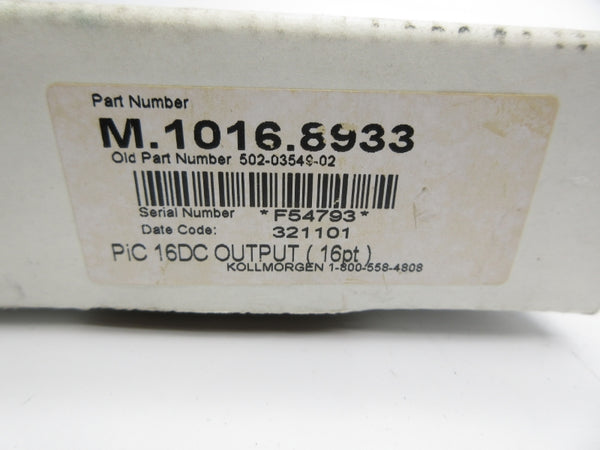 Part Number
M.1016.8933
Old Part Number 502-03549-02
Serial Number *F54793*
Date Code: 321101
PiC 16DC OUTPUT ( 16pt )
KOLLMORGEN 1-800-558-4808